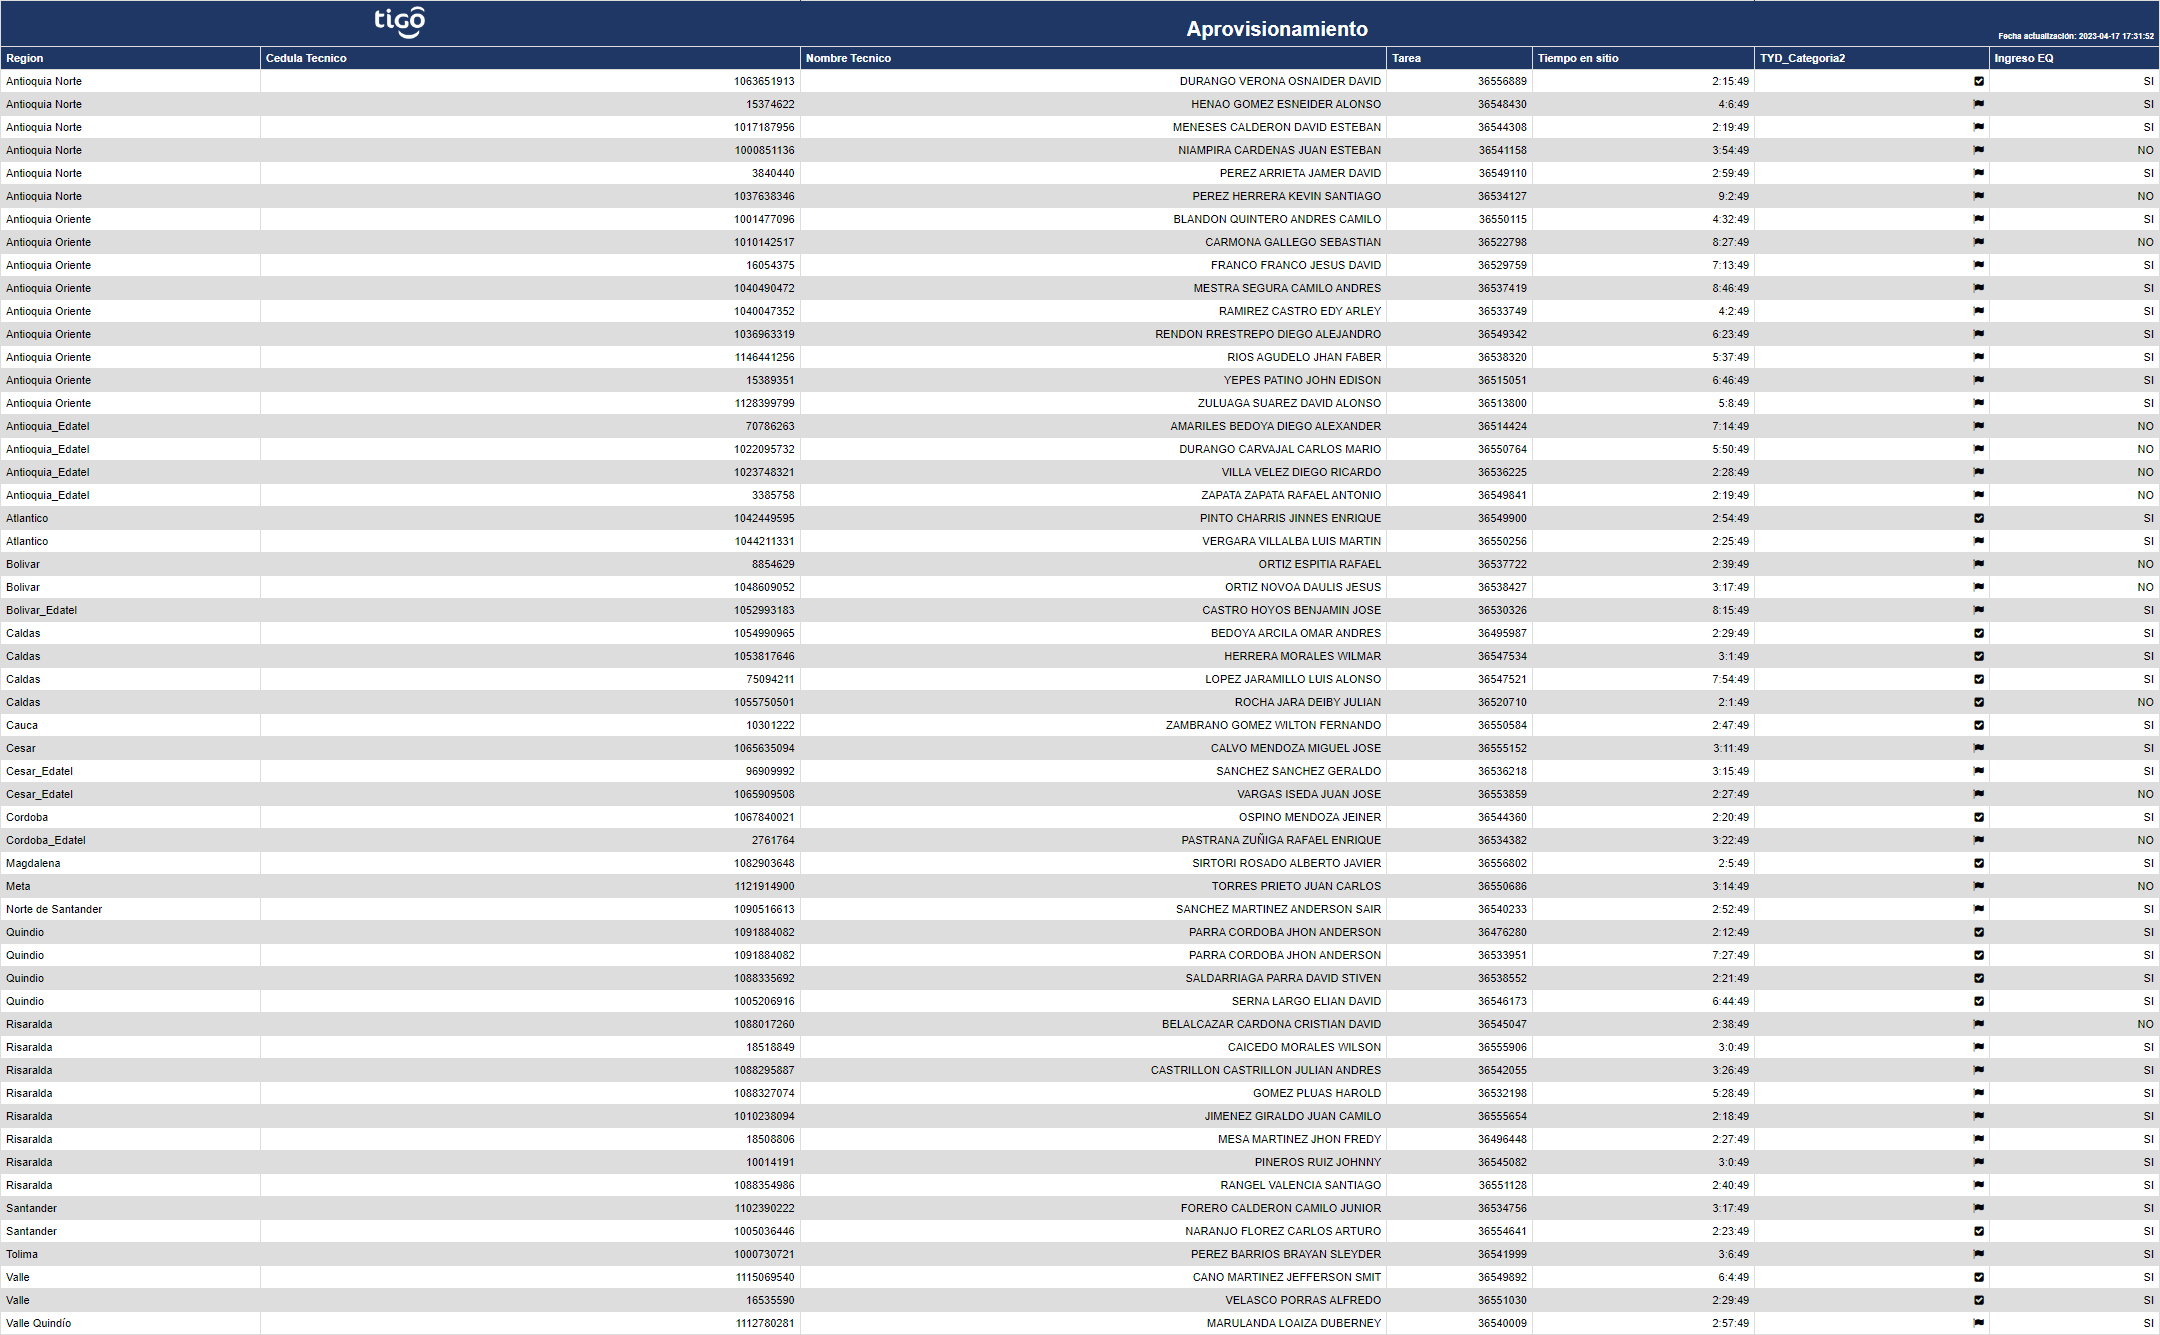 tigo
Aprovisionamiento
Fecha actualización: 2023-04-17 17:31:52
Region Cedula Tecnico Nombre Tecnico Tarea Tiempo en sitio TYD_Categoria2 Ingreso EQ
Antioquia Norte 1063651913 DURANGO VERONA OSNAIDER DAVID 36556889 2:15:49 SI
Antioquia Norte 15374622 HENAO GOMEZ ESNEIDER ALONSO 36548430 4:6:49 SI
Antioquia Norte 1017187956 MENESES CALDERON DAVID ESTEBAN 36544308 2:19:49 SI
Antioquia Norte 1000851136 NIAMPIRA CARDENAS JUAN ESTEBAN 36541158 3:54:49 NO
Antioquia Norte 3840440 PEREZ ARRIETA JAMER DAVID 36549110 2:59:49 SI
Antioquia Norte 1037638346 PEREZ HERRERA KEVIN SANTIAGO 36534127 9:2:49 NO
Antioquia Oriente 1001477096 BLANDON QUINTERO ANDRES CAMILO 36550115 4:32:49 SI
Antioquia Oriente 1010142517 CARMONA GALLEGO SEBASTIAN 36522798 8:27:49 NO
Antioquia Oriente 16054375 FRANCO FRANCO JESUS DAVID 36529759 7:13:49 SI
Antioquia Oriente 1040490472 MESTRA SEGURA CAMILO ANDRES 36537419 8:46:49 SI
Antioquia Oriente 1040047352 RAMIREZ CASTRO EDY ARLEY 36533749 4:2:49 SI
Antioquia Oriente 1036963319 RENDON RRESTREPO DIEGO ALEJANDRO 36549342 6:23:49 SI
Antioquia Oriente 1146441256 RIOS AGUDELO JHAN FABER 36538320 5:37:49 SI
Antioquia Oriente 15389351 YEPES PATINO JOHN EDISON 36515051 6:46:49 SI
Antioquia Oriente 1128399799 ZULUAGA SUAREZ DAVID ALONSO 36513800 5:8:49 SI
Antioquia_Edatel 70786263 AMARILES BEDOYA DIEGO ALEXANDER 36514424 7:14:49 NO
Antioquia_Edatel 1022095732 DURANGO CARVAJAL CARLOS MARIO 36550764 5:50:49 NO
Antioquia_Edatel 1023748321 VILLA VELEZ DIEGO RICARDO 36536225 2:28:49 NO
Antioquia_Edatel 3385758 ZAPATA ZAPATA RAFAEL ANTONIO 36549841 2:19:49 NO
Atlantico 1042449595 PINTO CHARRIS JINNES ENRIQUE 36549900 2:54:49 SI
Atlantico 1044211331 VERGARA VILLALBA LUIS MARTIN 36550256 2:25:49 SI
Bolivar 8854629 ORTIZ ESPITIA RAFAEL 36537722 2:39:49 NO
Bolivar 1048609052 ORTIZ NOVOA DAULIS JESUS 36538427 3:17:49 NO
Bolivar_Edatel 1052993183 CASTRO HOYOS BENJAMIN JOSE 36530326 8:15:49 SI
Caldas 1054990965 BEDOYA ARCILA OMAR ANDRES 36495987 2:29:49 SI
Caldas 1053817646 HERRERA MORALES WILMAR 36547534 3:1:49 SI
Caldas 75094211 LOPEZ JARAMILLO LUIS ALONSO 36547521 7:54:49 SI
Caldas 1055750501 ROCHA JARA DEIBY JULIAN 36520710 2:1:49 NO
Cauca 10301222 ZAMBRANO GOMEZ WILTON FERNANDO 36550584 2:47:49 SI
Cesar 1065635094 CALVO MENDOZA MIGUEL JOSE 36555152 3:11:49 SI
Cesar_Edatel 96909992 SANCHEZ SANCHEZ GERALDO 36536218 3:15:49 SI
Cesar_Edatel 1065909508 VARGAS ISEDA JUAN JOSE 36553859 2:27:49 NO
Cordoba 1067840021 OSPINO MENDOZA JEINER 36544360 2:20:49 SI
Cordoba_Edatel 2761764 PASTRANA ZUÑIGA RAFAEL ENRIQUE 36534382 3:22:49 NO
Magdalena 1082903648 SIRTORI ROSADO ALBERTO JAVIER 36556802 2:5:49 SI
Meta 1121914900 TORRES PRIETO JUAN CARLOS 36550686 3:14:49 NO
Norte de Santander 1090516613 SANCHEZ MARTINEZ ANDERSON SAIR 36540233 2:52:49 SI
Quindio 1091884082 PARRA CORDOBA JHON ANDERSON 36476280 2:12:49 SI
Quindio 1091884082 PARRA CORDOBA JHON ANDERSON 36533951 7:27:49 SI
Quindio 1088335692 SALDARRIAGA PARRA DAVID STIVEN 36538552 2:21:49 SI
Quindio 1005206916 SERNA LARGO ELIAN DAVID 36546173 6:44:49 SI
Risaralda 1088017260 BELALCAZAR CARDONA CRISTIAN DAVID 36545047 2:38:49 NO
Risaralda 18518849 CAICEDO MORALES WILSON 36555906 3:0:49 SI
Risaralda 1088295887 CASTRILLON CASTRILLON JULIAN ANDRES 36542055 3:26:49 SI
Risaralda 1088327074 GOMEZ PLUAS HAROLD 36532198 5:28:49 SI
Risaralda 1010238094 JIMENEZ GIRALDO JUAN CAMILO 36555654 2:18:49 SI
Risaralda 18508806 MESA MARTINEZ JHON FREDY 36496448 2:27:49 SI
Risaralda 10014191 PINEROS RUIZ JOHNNY 36545082 3:0:49 SI
Risaralda 1088354986 RANGEL VALENCIA SANTIAGO 36551128 2:40:49 SI
Santander 1102390222 FORERO CALDERON CAMILO JUNIOR 36534756 3:17:49 SI
Santander 1005036446 NARANJO FLOREZ CARLOS ARTURO 36554641 2:23:49 SI
Tolima 1000730721 PEREZ BARRIOS BRAYAN SLEYDER 36541999 3:6:49 SI
Valle 1115069540 CANO MARTINEZ JEFFERSON SMIT 36549892 6:4:49 SI
Valle 16535590 VELASCO PORRAS ALFREDO 36551030 2:29:49 SI
Valle Quindío 1112780281 MARULANDA LOAIZA DUBERNEY 36540009 2:57:49 SI